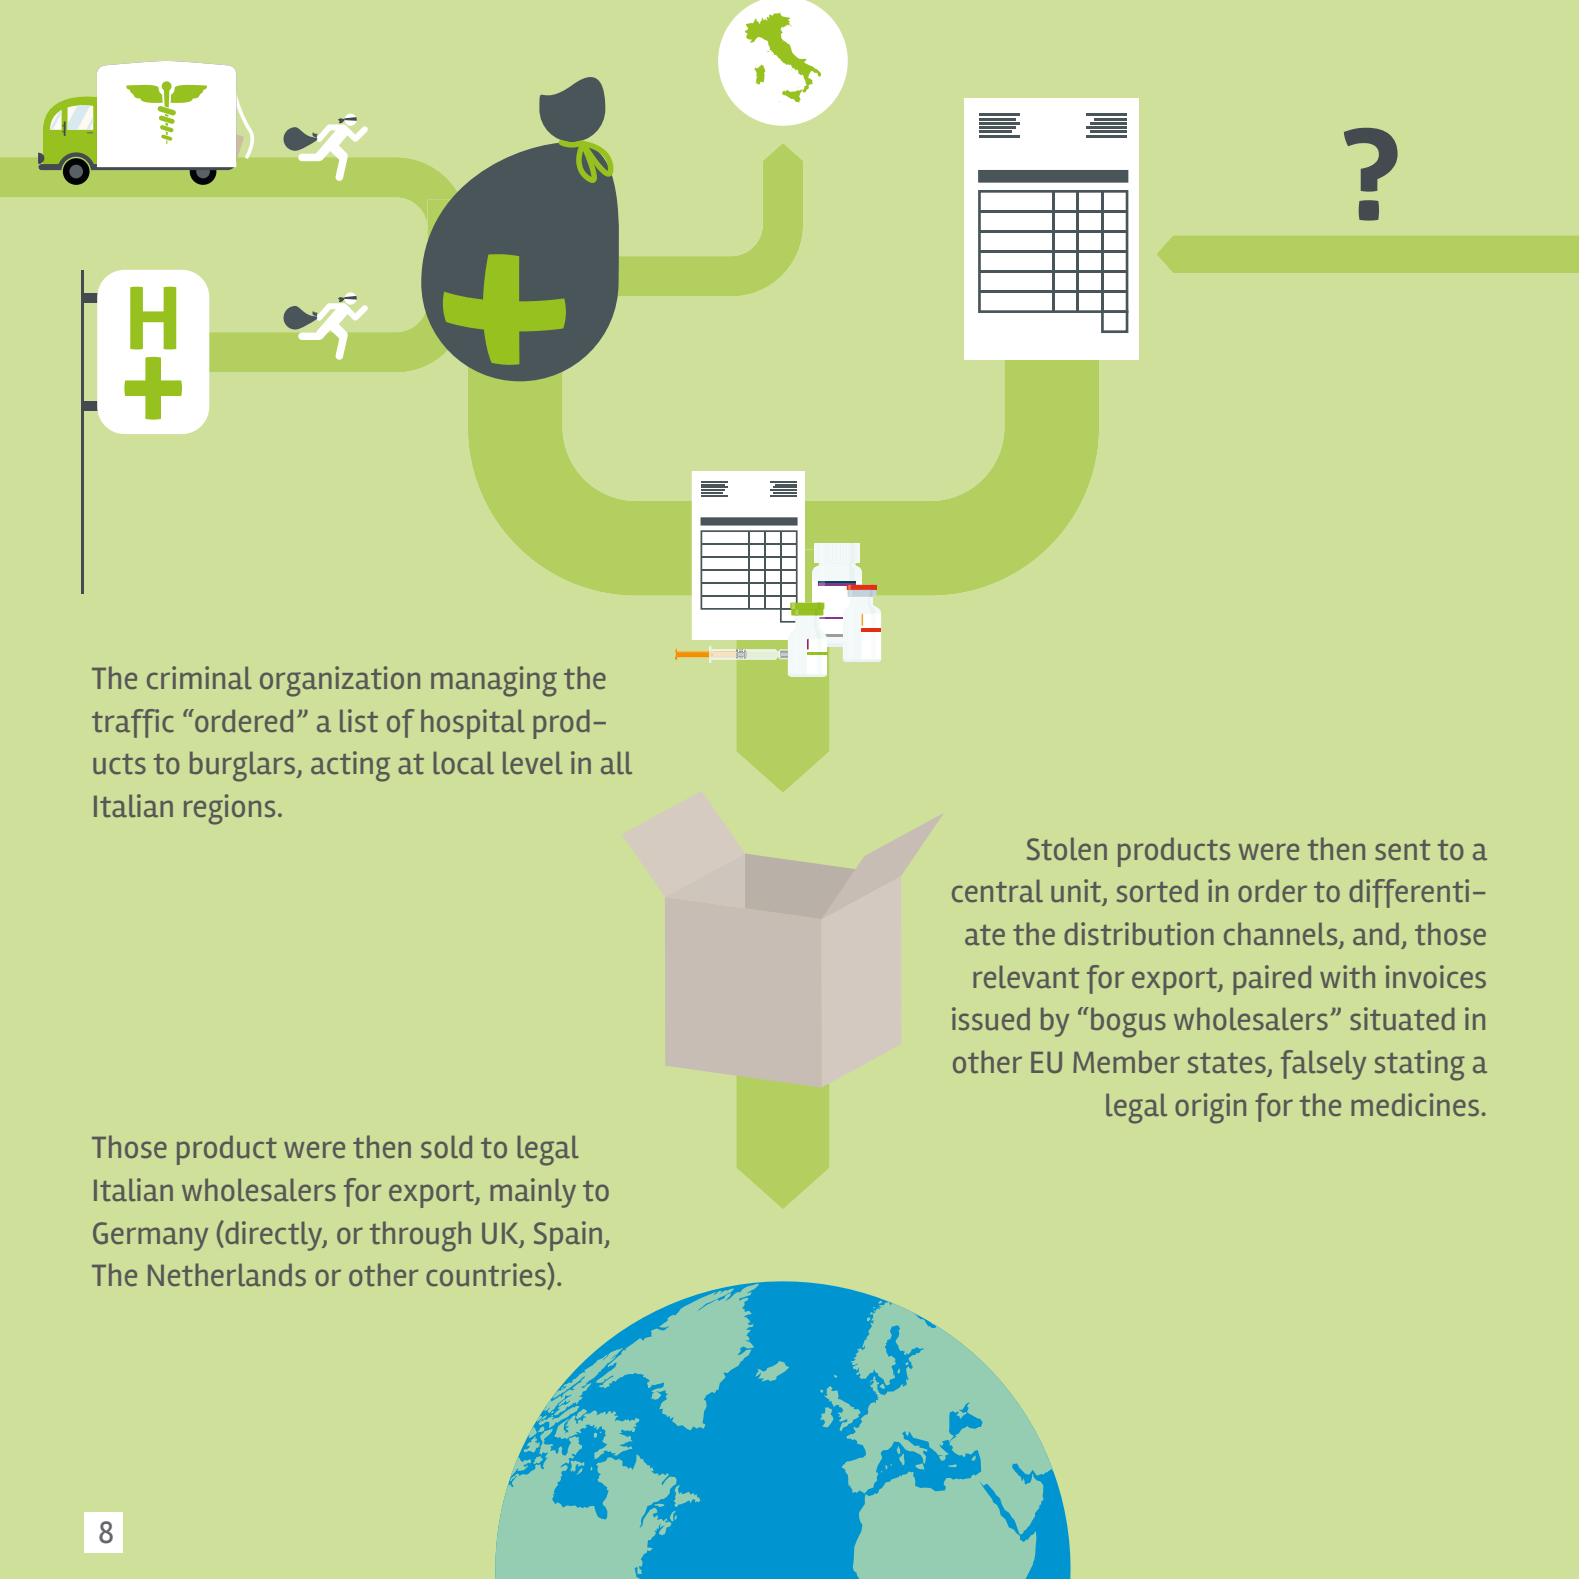 ?
H
The criminal organization managing the
traffic “ordered” a list of hospital prod-
ucts to burglars, acting at local level in all
Italian regions.
Stolen products were then sent to a
central unit, sorted in order to differenti-
ate the distribution channels, and, those
relevant for export, paired with invoices
issued by “bogus wholesalers” situated in
other EU Member states, falsely stating a
legal origin for the medicines.
Those product were then sold to legal
Italian wholesalers for export, mainly to
Germany (directly, or through UK, Spain,
The Netherlands or other countries).
8